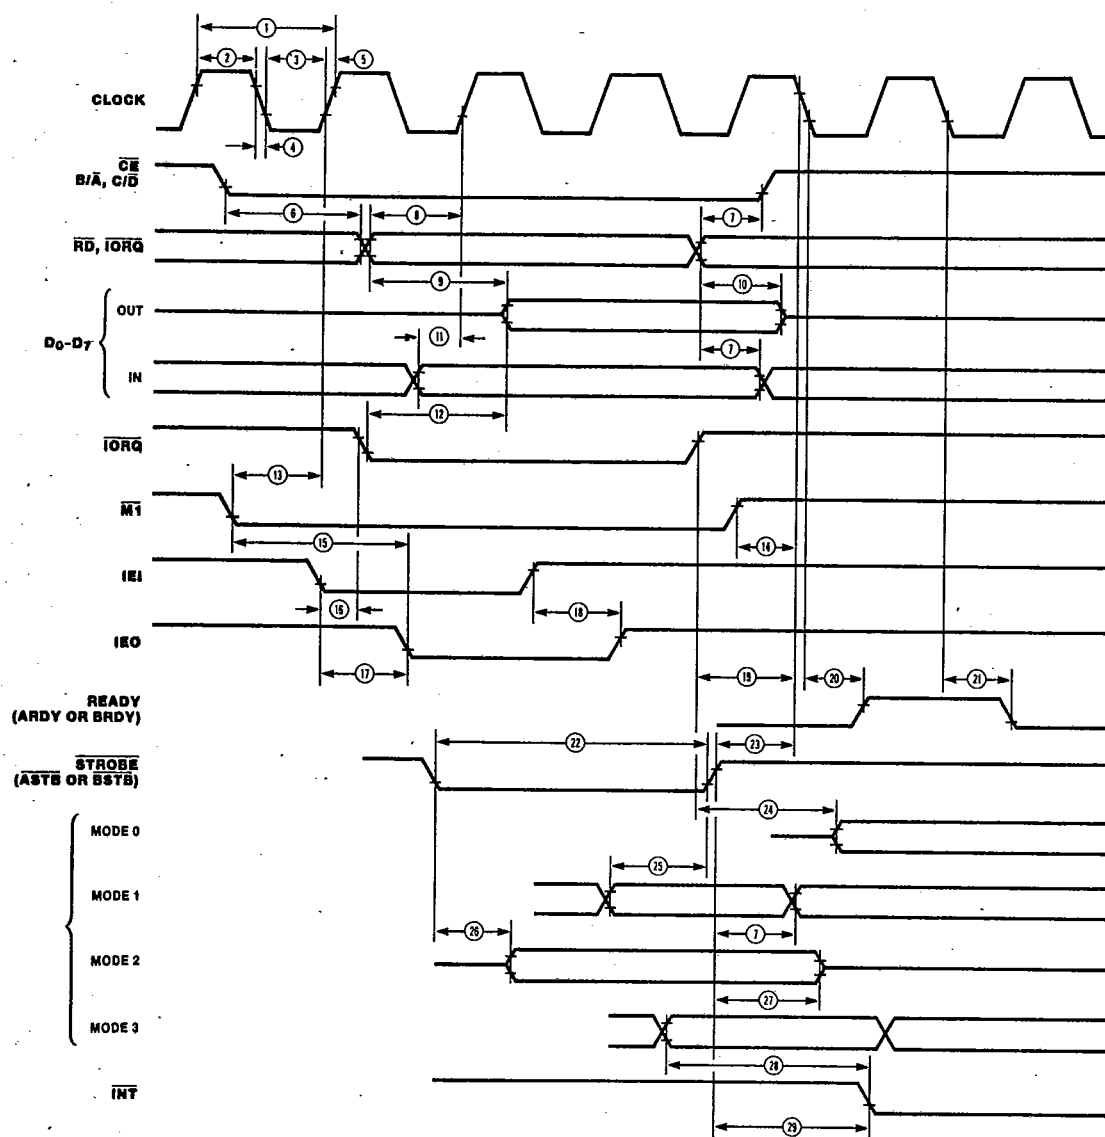 1
2 3 5
CLOCK
4
CE
B/A, C/D
6 8 7
RD, IORQ
9 10
OUT
11
D0-D7
7
IN
12
IORQ
13
M1
15 14
IEI
16 18
IEO
17 19 20 21
READY
(ARDY OR BRDY)
22 23
STROBE
(ASTB OR BSTB)
24
MODE 0
25
MODE 1
26 7
MODE 2
27
MODE 3
28
INT
29